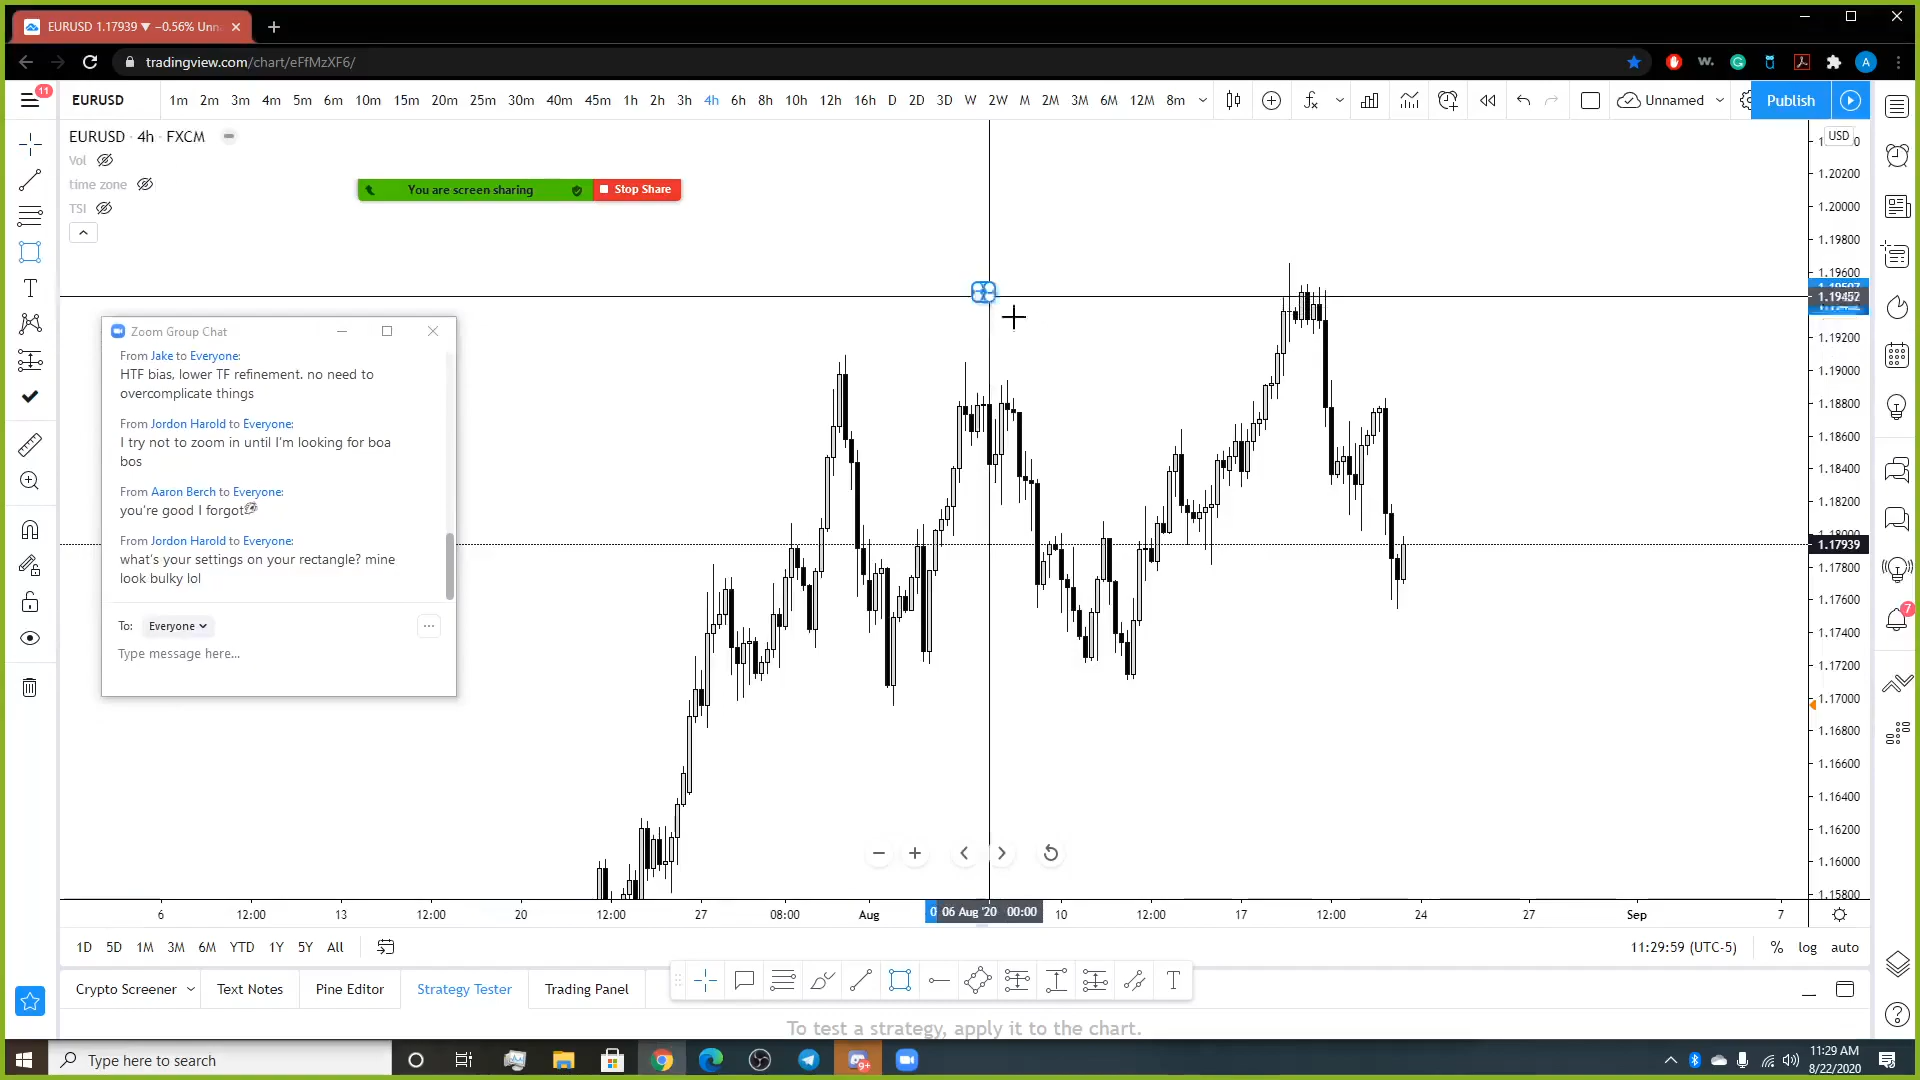 EURUSD 1.17939 ▼ −0.56% Unn
tradingview.com/chart/eFfMzXF6/
11
EURUSD
1m 2m 3m 4m 5m 6m 10m 15m 20m 25m 30m 40m 45m 1h 2h 3h 4h 6h 8h 10h 12h 16h D 2D 3D W 2W M 2M 3M 6M 12M 8m
Unnamed
Publish
EURUSD · 4h · FXCM
Vol
time zone
TSI
You are screen sharing
Stop Share
USD
1.20200
1.20000
1.19800
1.19600
1.19452
1.19200
1.19000
1.18800
1.18600
1.18400
1.18200
1.17939
1.17800
1.17600
1.17400
1.17200
1.17000
1.16800
1.16600
1.16400
1.16200
1.16000
1.15800
Zoom Group Chat
From Jake to Everyone:
HTF bias, lower TF refinement. no need to
overcomplicate things
From Jordon Harold to Everyone:
I try not to zoom in until I'm looking for boa
bos
From Aaron Berch to Everyone:
you're good I forgot
From Jordon Harold to Everyone:
what's your settings on your rectangle? mine
look bulky lol
To: Everyone
Type message here...
7
6 12:00 13 12:00 20 12:00 27 08:00 Aug 06 Aug '20 00:00 10 12:00 17 12:00 24 27 Sep 7
1D 5D 1M 3M 6M YTD 1Y 5Y All
11:29:59 (UTC-5) % log auto
Crypto Screener Text Notes Pine Editor Strategy Tester Trading Panel
To test a strategy, apply it to the chart.
Type here to search
9+
11:29 AM
8/22/2020